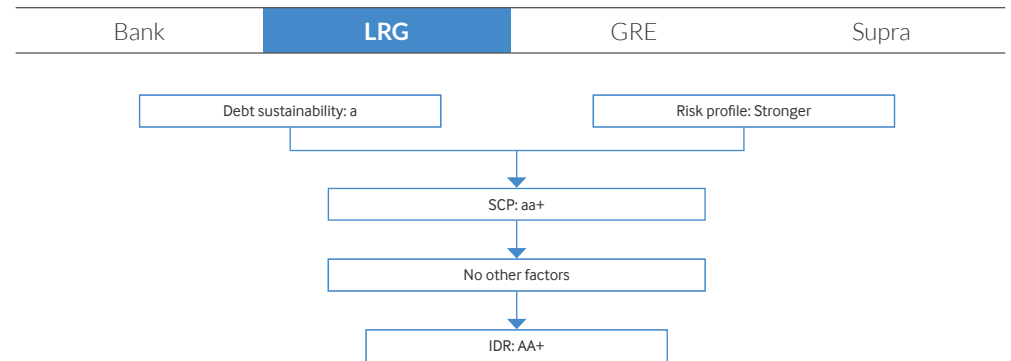 Bank LRG GRE Supra
Debt sustainability: a
Risk profile: Stronger
SCP: aa+
No other factors
IDR: AA+